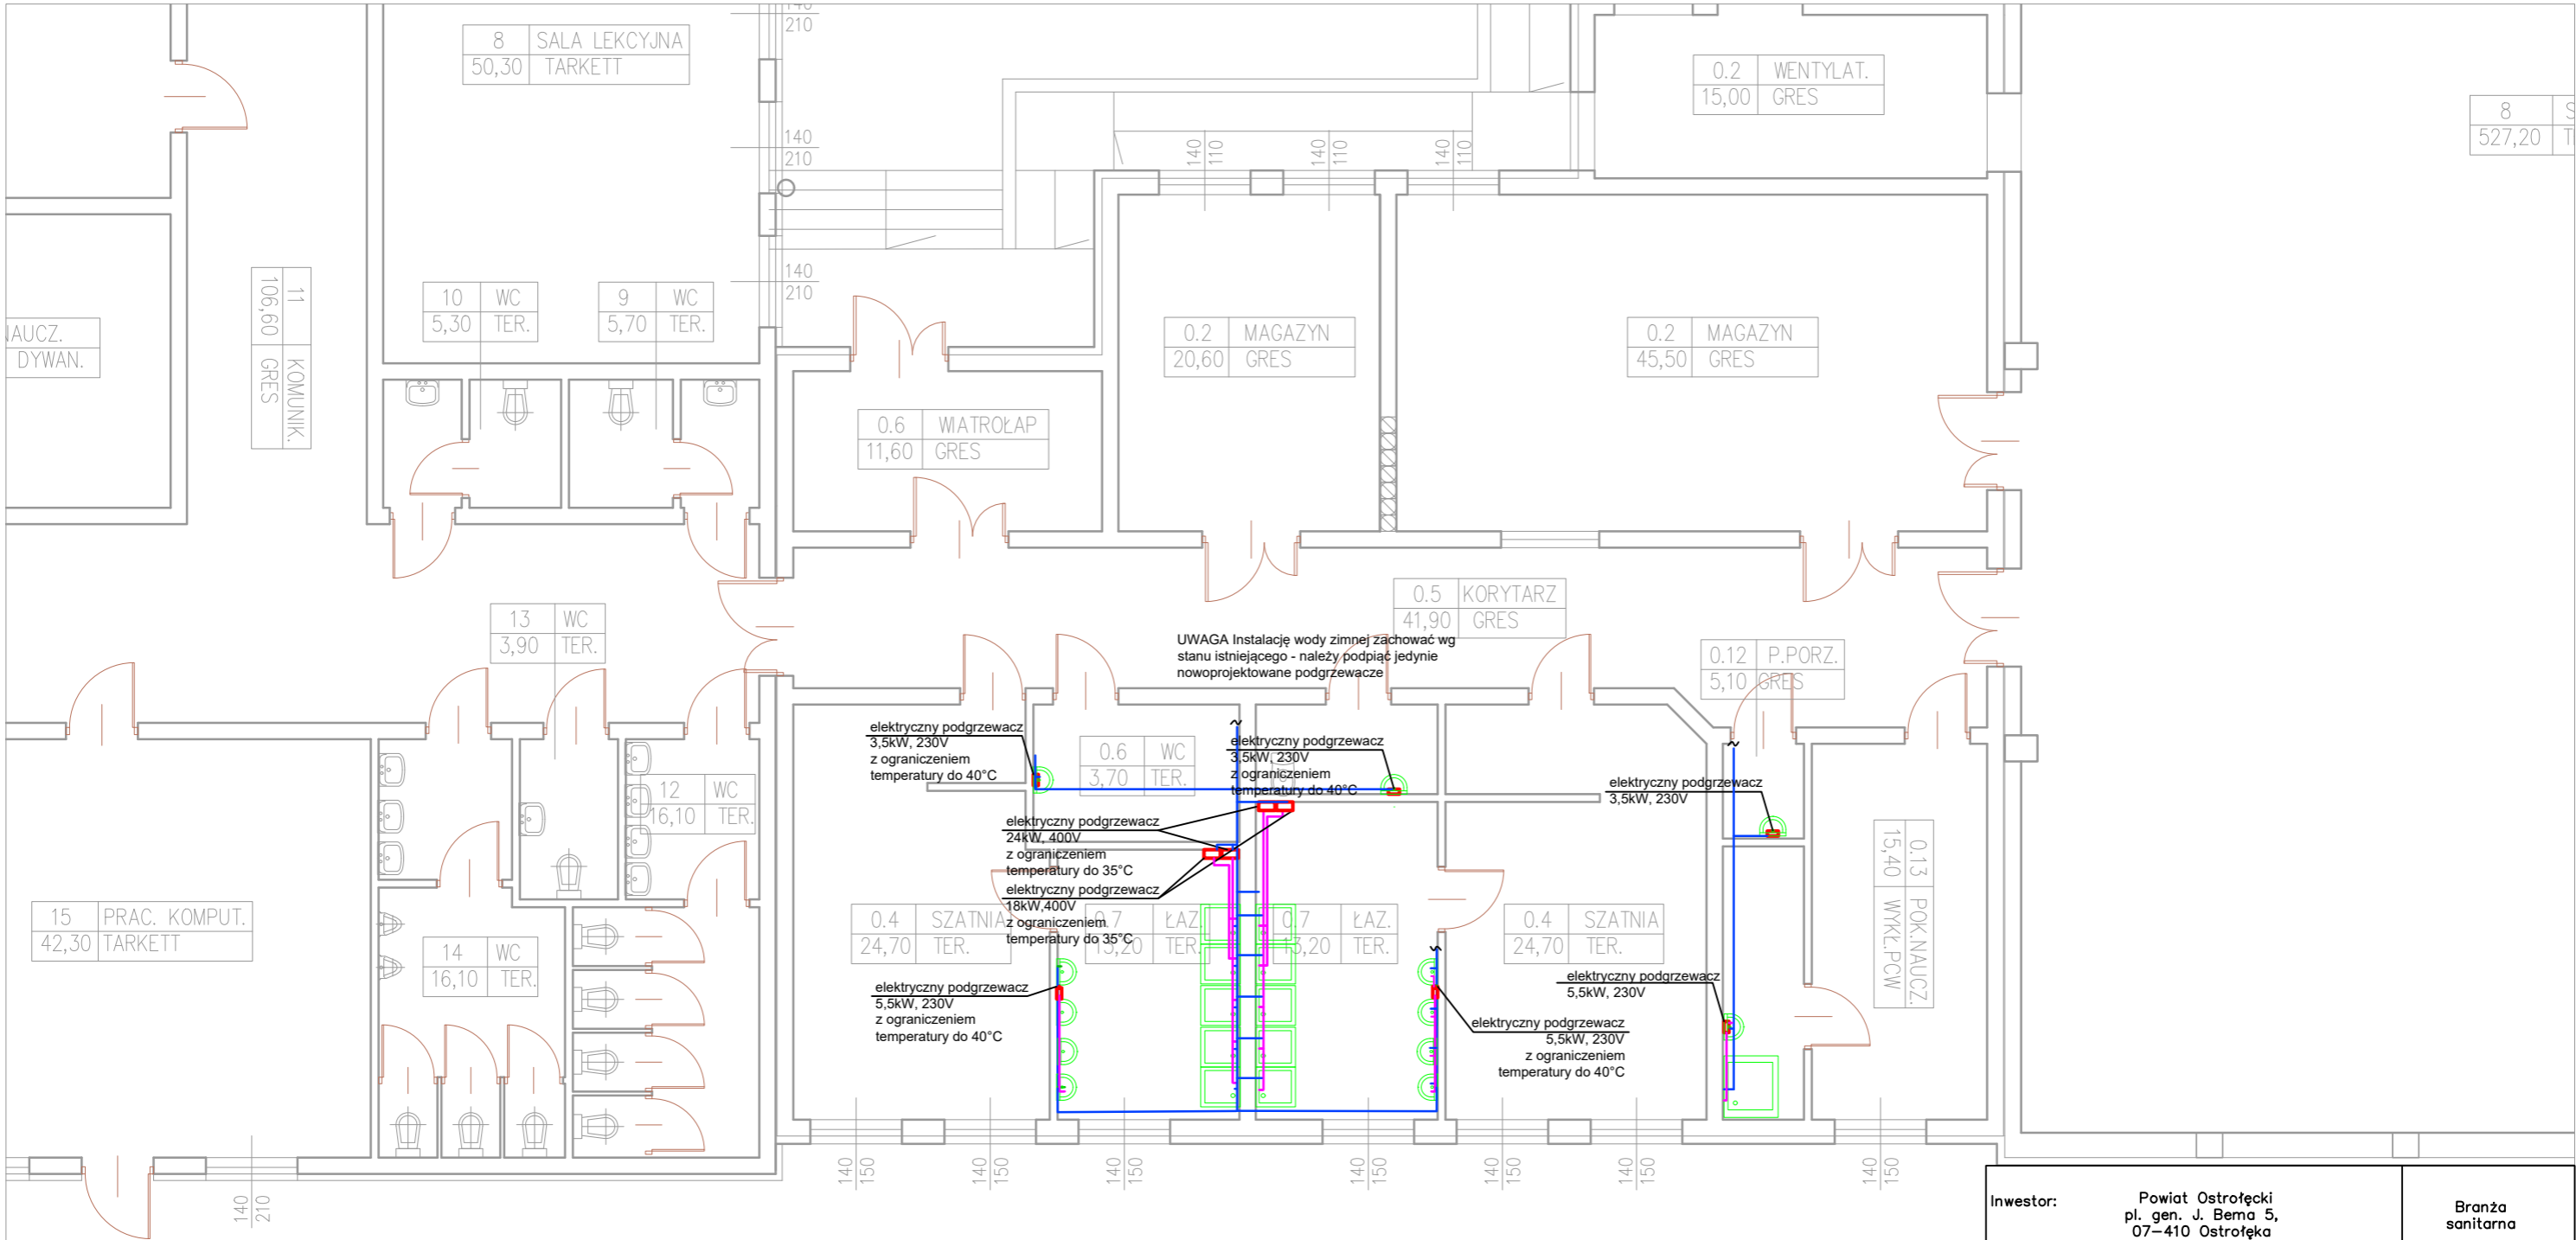 140
210
8 SALA LEKCYJNA
50,30 TARKETT
0.2 WENTYLAT.
15,00 GRES
8
527,20
140
210
140
110
140
110
140
110
140
210
11 KOMUNIK.
106,60 GRES
10 WC
5,30 TER.
9 WC
5,70 TER.
NAUCZ.
DYWAN.
0.2 MAGAZYN
20,60 GRES
0.2 MAGAZYN
45,50 GRES
0.6 WIATROŁAP
11,60 GRES
0.5 KORYTARZ
41,90 GRES
13 WC
3,90 TER.
UWAGA Instalację wody zimnej zachować wg
stanu istniejącego - należy podpiąć jedynie
nowoprojektowane podgrzewacze
0.12 P.PORZ.
5,10 GRES
elektryczny podgrzewacz
3,5kW, 230V
z ograniczeniem
temperatury do 40°C
0.6 WC
3,70 TER.
elektryczny podgrzewacz
3,5kW, 230V
z ograniczeniem
temperatury do 40°C
elektryczny podgrzewacz
3,5kW, 230V
12 WC
16,10 TER.
elektryczny podgrzewacz
24kW, 400V
z ograniczeniem
temperatury do 35°C
elektryczny podgrzewacz
18kW,400V
z ograniczeniem
temperatury do 35°C
0.13 POK.NAUCZ.
15,40 WYKŁ.PCW
15 PRAC. KOMPUT.
42,30 TARKETT
14 WC
16,10 TER.
0.4 SZATNIA
24,70 TER.
0.7 ŁAZ.
13,20 TER.
0.7 ŁAZ.
13,20 TER.
0.4 SZATNIA
24,70 TER.
elektryczny podgrzewacz
5,5kW, 230V
z ograniczeniem
temperatury do 40°C
elektryczny podgrzewacz
5,5kW, 230V
elektryczny podgrzewacz
5,5kW, 230V
z ograniczeniem
temperatury do 40°C
140
210
140
150
140
150
140
150
140
150
140
150
140
150
140
150
Inwestor:
Powiat Ostrołęcki
pl. gen. J. Bema 5,
07-410 Ostrołęka
Branża
sanitarna